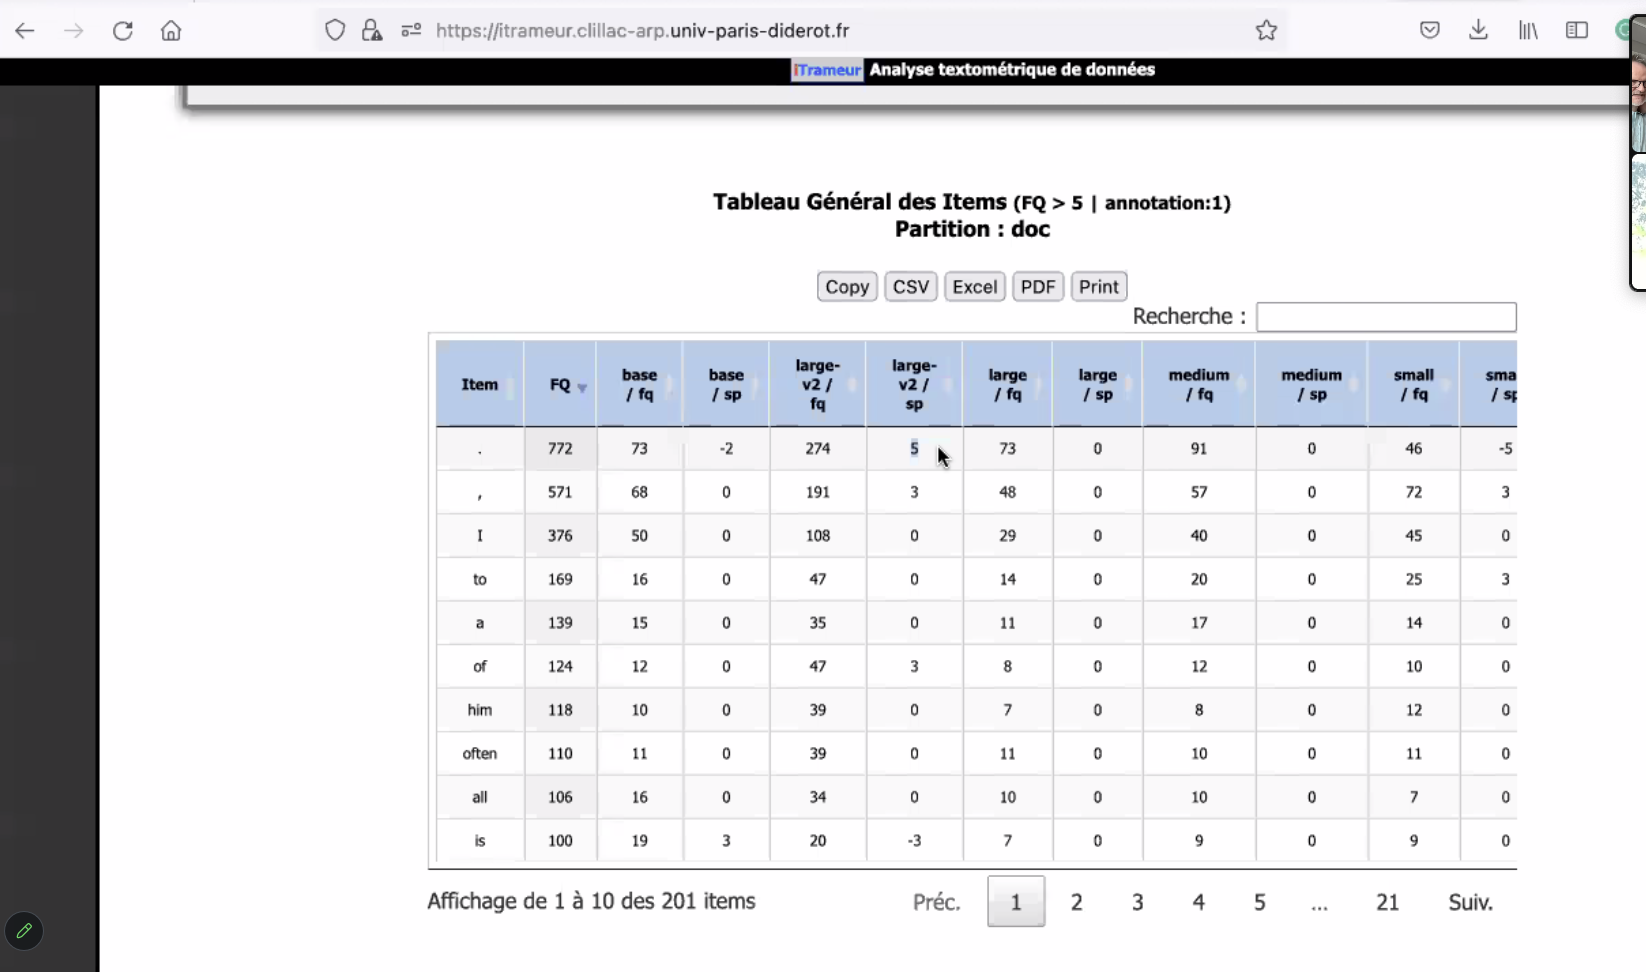 https://itrameur.clillac-arp.univ-paris-diderot.fr
iTrameur Analyse textométrique de données
Tableau Général des Items (FQ > 5 | annotation:1)
Partition : doc
Copy CSV Excel PDF Print
Recherche :
Item FQ base / fq base / sp large-v2 / fq large-v2 / sp large / fq large / sp medium / fq medium / sp small / fq sma / sp
. 772 73 -2 274 5 73 0 91 0 46 -5
, 571 68 0 191 3 48 0 57 0 72 3
I 376 50 0 108 0 29 0 40 0 45 0
to 169 16 0 47 0 14 0 20 0 25 3
a 139 15 0 35 0 11 0 17 0 14 0
of 124 12 0 47 3 8 0 12 0 10 0
him 118 10 0 39 0 7 0 8 0 12 0
often 110 11 0 39 0 11 0 10 0 11 0
all 106 16 0 34 0 10 0 10 0 7 0
is 100 19 3 20 -3 7 0 9 0 9 0
Affichage de 1 à 10 des 201 items Préc. 1 2 3 4 5 ... 21 Suiv.